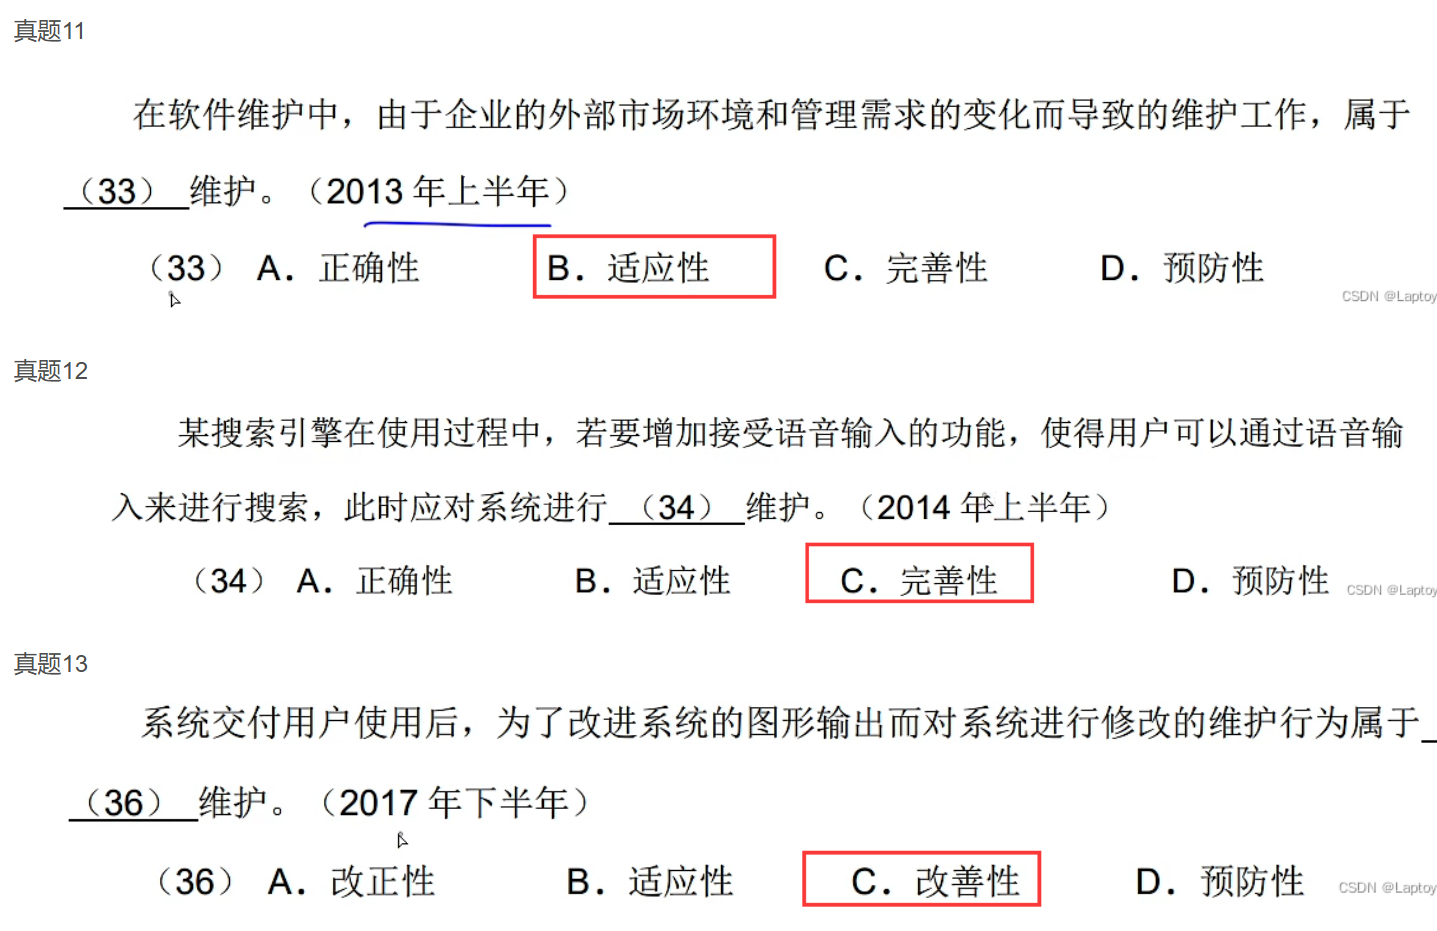 真题11
在软件维护中，由于企业的外部市场环境和管理需求的变化而导致的维护工作，属于
（33）维护。（2013 年上半年）
（33） A．正确性 B．适应性 C．完善性 D．预防性
CSDN @Laptoy
真题12
某搜索引擎在使用过程中，若要增加接受语音输入的功能，使得用户可以通过语音输
入来进行搜索，此时应对系统进行（34）维护。（2014 年上半年）
（34） A．正确性 B．适应性 C．完善性 D．预防性 CSDN @Laptoy
真题13
系统交付用户使用后，为了改进系统的图形输出而对系统进行修改的维护行为属于
（36）维护。（2017 年下半年）
（36） A．改正性 B．适应性 C．改善性 D．预防性 CSDN @Laptoy